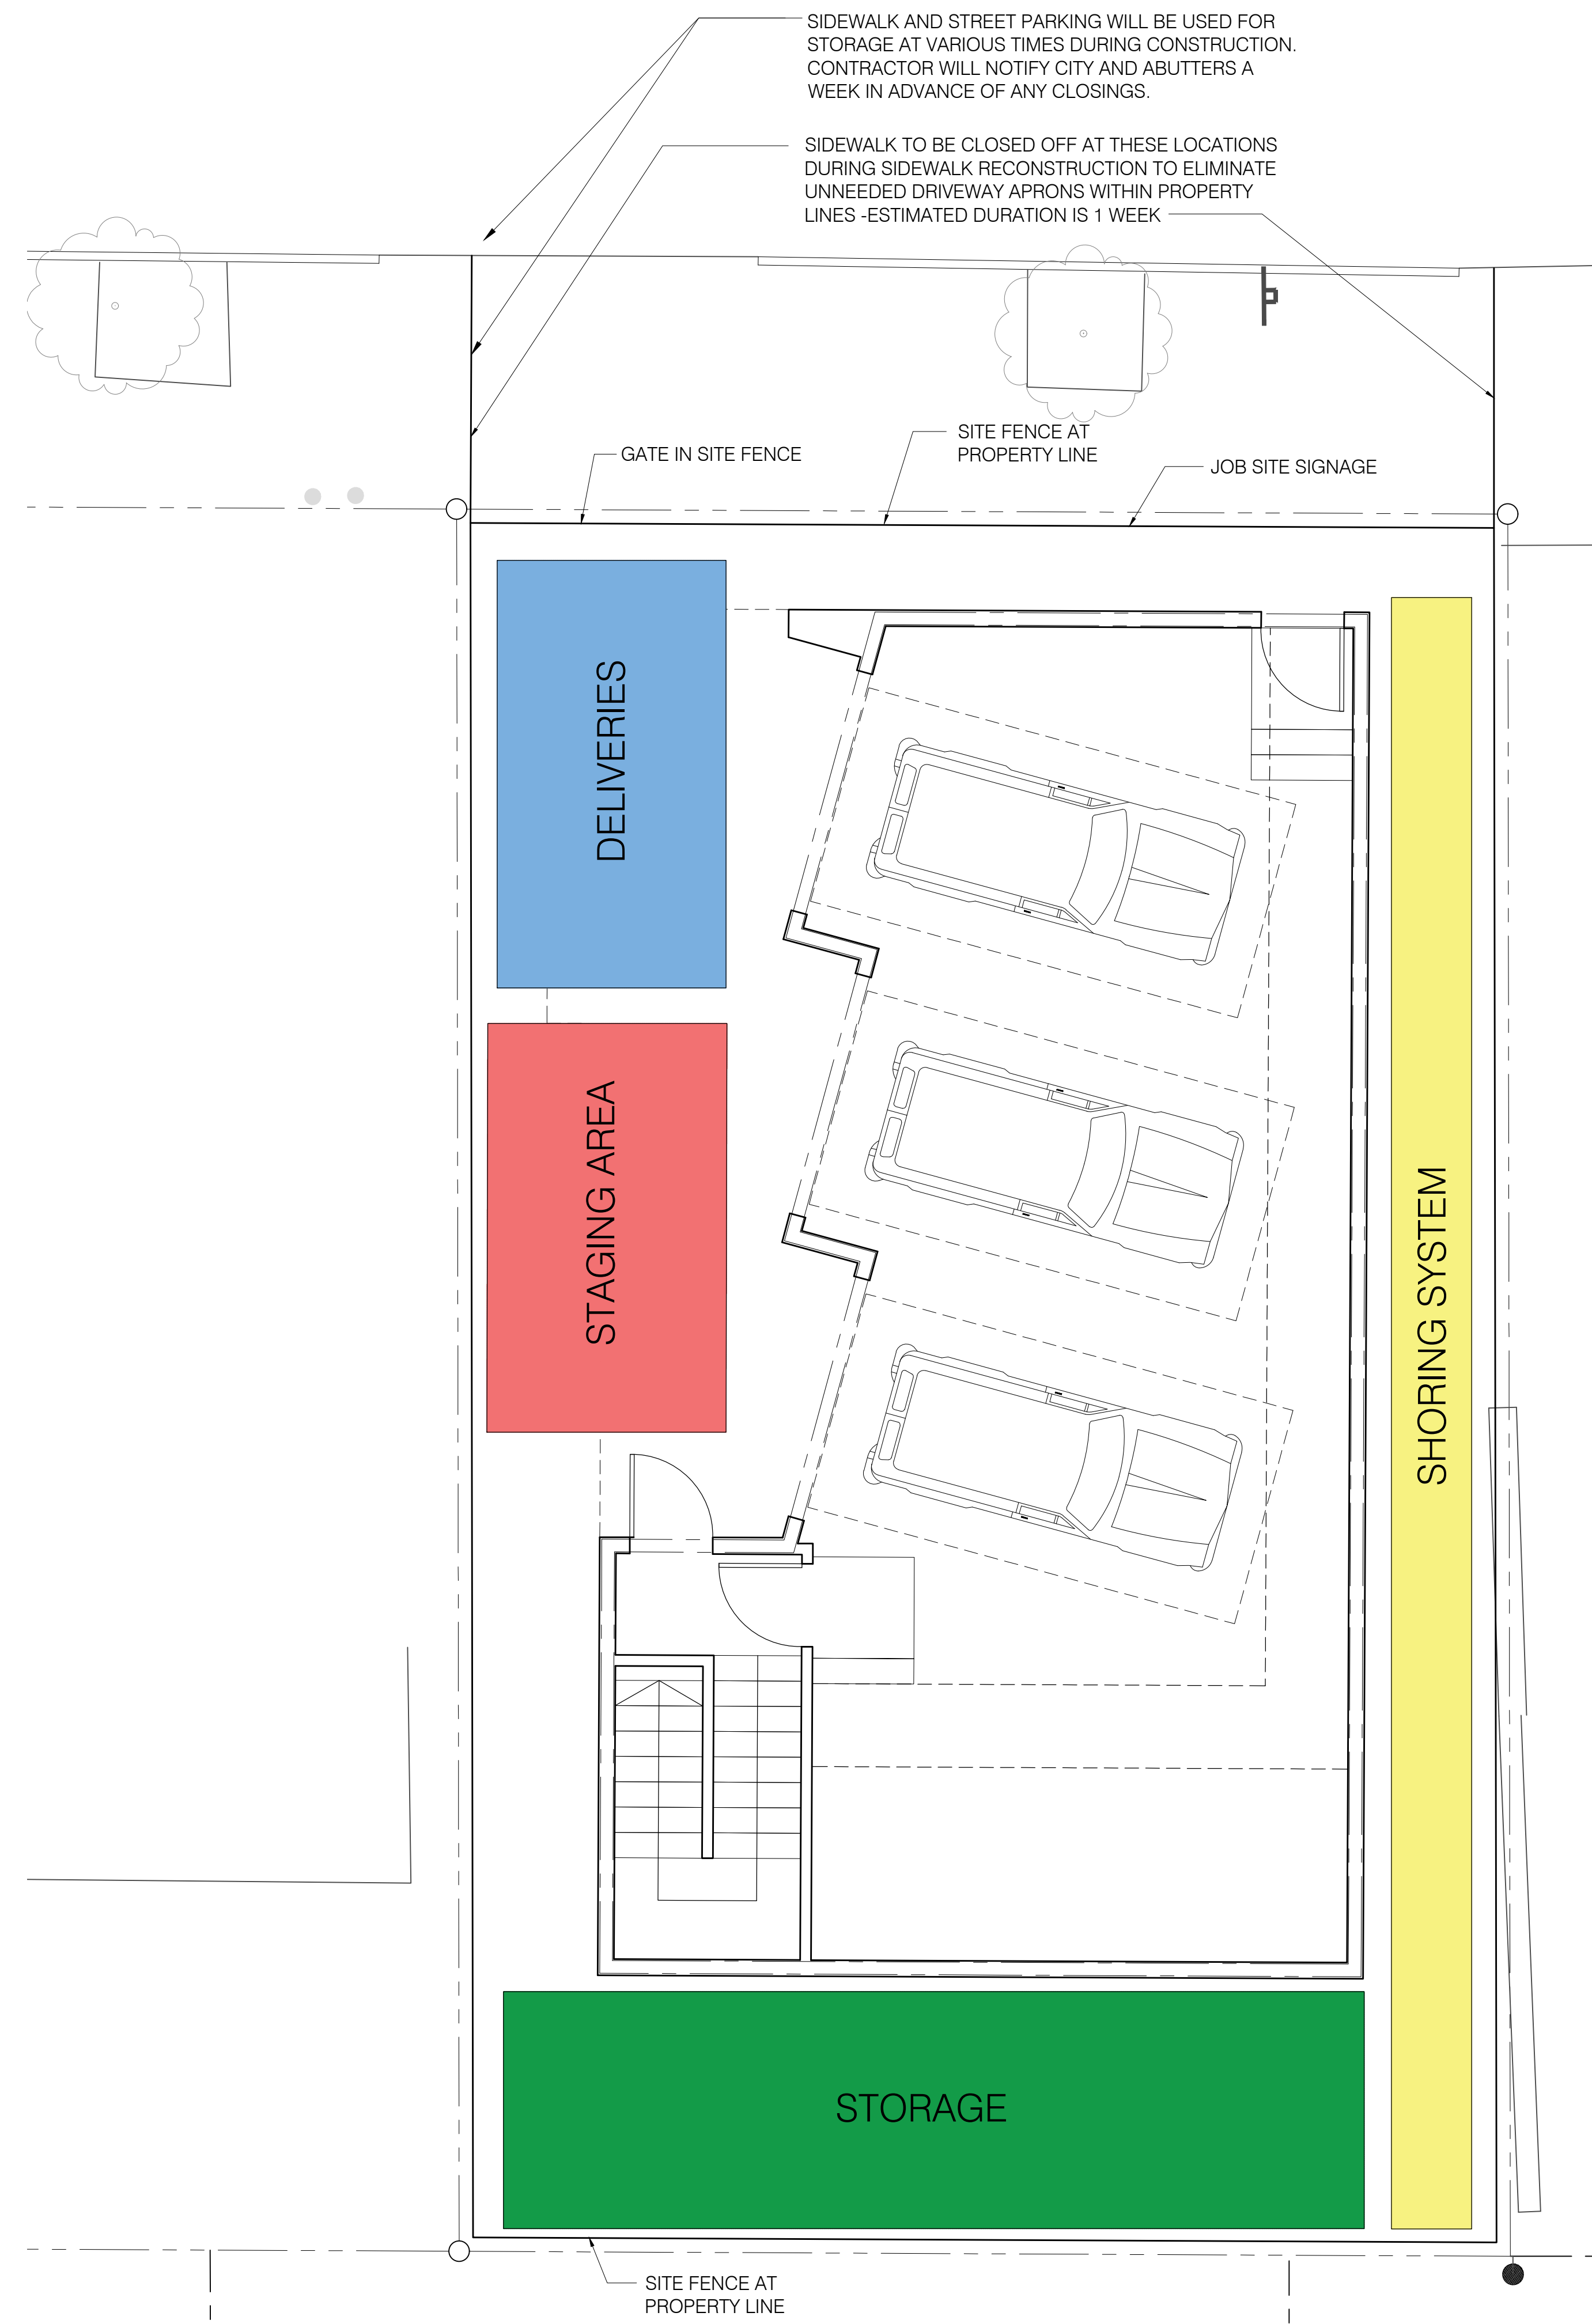 SIDEWALK AND STREET PARKING WILL BE USED FOR
STORAGE AT VARIOUS TIMES DURING CONSTRUCTION.
CONTRACTOR WILL NOTIFY CITY AND ABUTTERS A
WEEK IN ADVANCE OF ANY CLOSINGS.
SIDEWALK TO BE CLOSED OFF AT THESE LOCATIONS
DURING SIDEWALK RECONSTRUCTION TO ELIMINATE
UNNEEDED DRIVEWAY APRONS WITHIN PROPERTY
LINES -ESTIMATED DURATION IS 1 WEEK
GATE IN SITE FENCE
SITE FENCE AT
PROPERTY LINE
JOB SITE SIGNAGE
DELIVERIES
STAGING AREA
SHORING SYSTEM
STORAGE
SITE FENCE AT
PROPERTY LINE